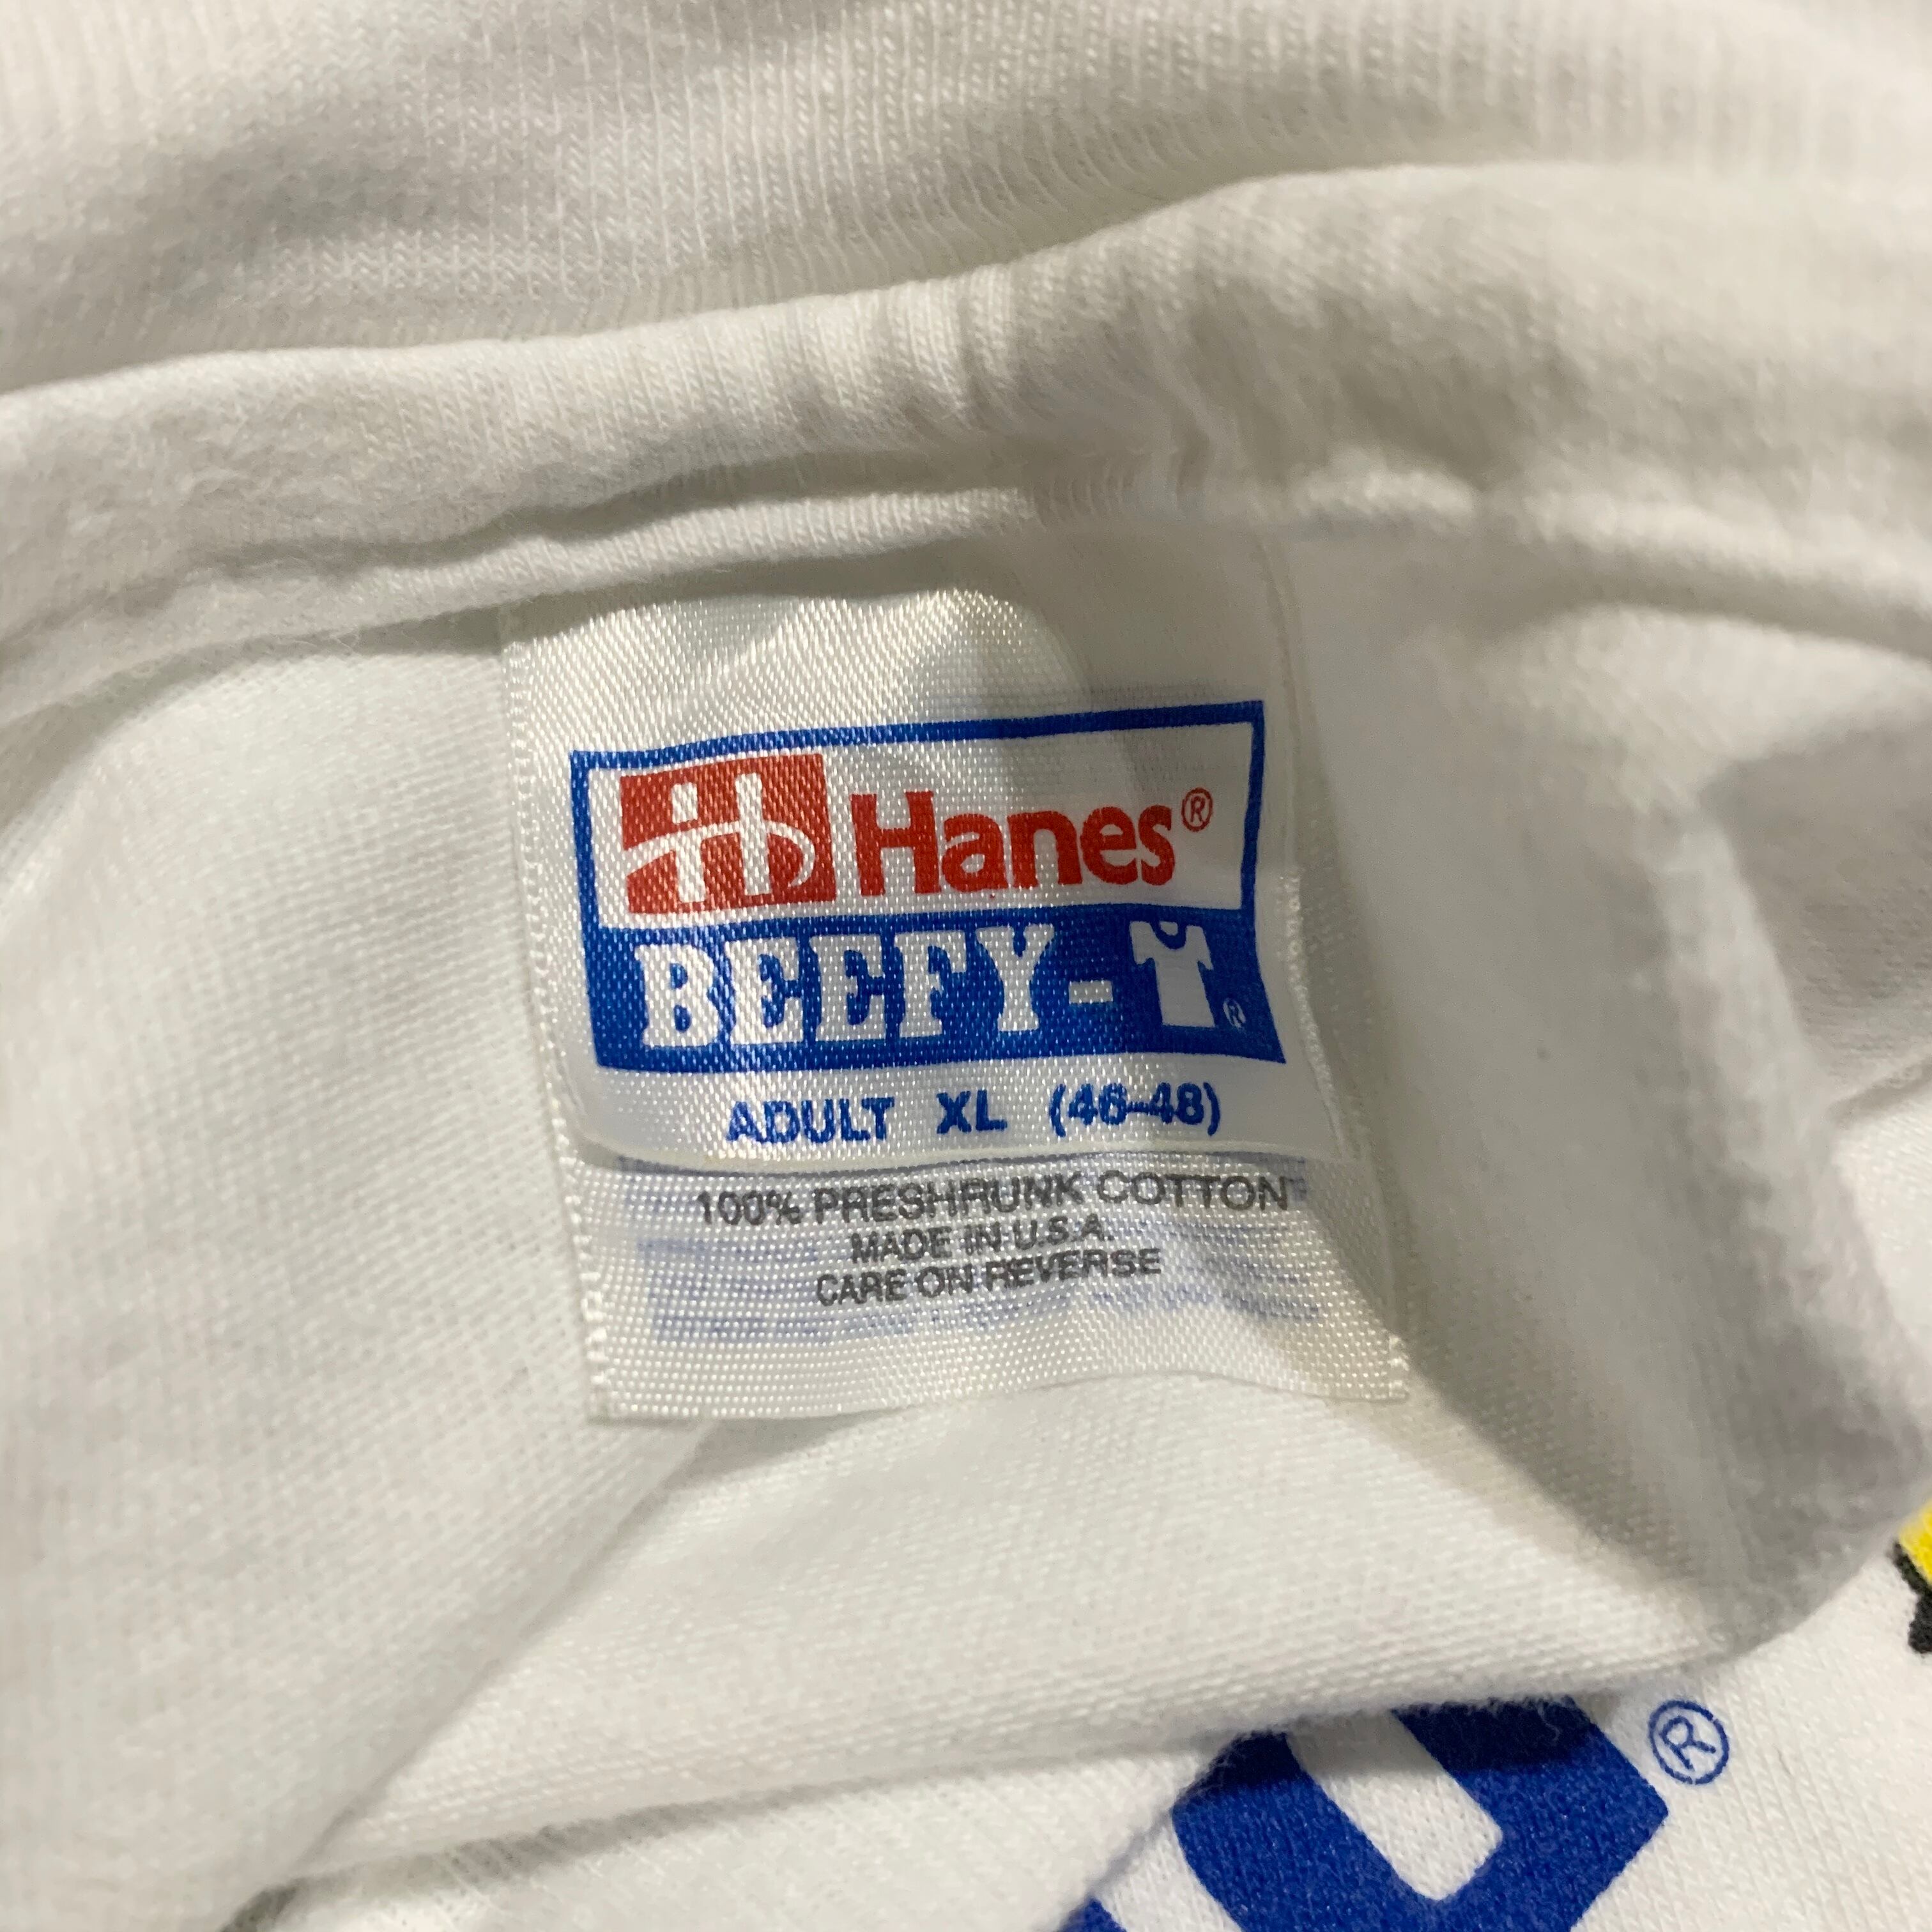 Hanes®
BEEFY-T®
ADULT XL (46-48)
100% PRESHRUNK COTTON
MADE IN U.S.A.
CARE ON REVERSE
®